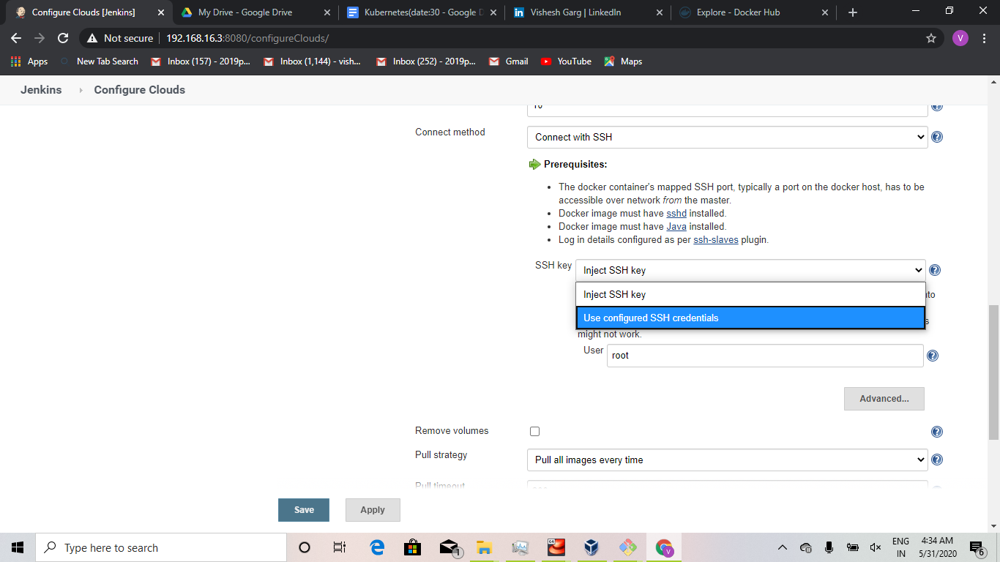 Configure Clouds [Jenkins]
My Drive - Google Drive
Kubernetes(date:30 - Google D
Vishesh Garg | LinkedIn
Explore - Docker Hub
Not secure
192.168.16.3:8080/configureClouds/
V
Apps
New Tab Search
Inbox (157) - 2019p...
Inbox (1,144) - vish...
Inbox (252) - 2019p...
Gmail
YouTube
Maps
Jenkins
Configure Clouds
10
Connect method
Connect with SSH
Prerequisites:
• The docker container's mapped SSH port, typically a port on the docker host, has to be
accessible over network from the master.
• Docker image must have sshd installed.
• Docker image must have Java installed.
• Log in details configured as per ssh-slaves plugin.
SSH key
Inject SSH key
Inject SSH key
Use configured SSH credentials
might not work.
User
root
Advanced...
Remove volumes
Pull strategy
Pull all images every time
Pull timeout
Save
Apply
Type here to search
1
V
ENG
IN
4:34 AM
5/31/2020
6